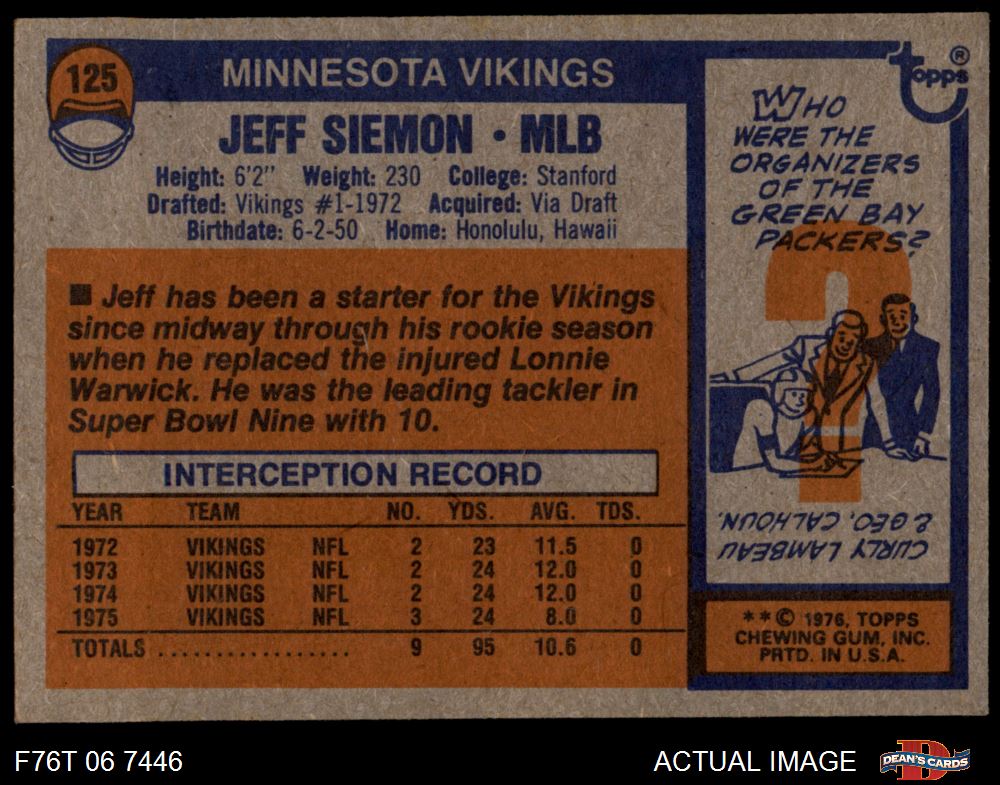 125
MINNESOTA VIKINGS
JEFF SIEMON • MLB
Height: 6'2" Weight: 230 College: Stanford
Drafted: Vikings #1-1972 Acquired: Via Draft
Birthdate: 6-2-50 Home: Honolulu, Hawaii
■ Jeff has been a starter for the Vikings
since midway through his rookie season
when he replaced the injured Lonnie
Warwick. He was the leading tackler in
Super Bowl Nine with 10.
INTERCEPTION RECORD
YEAR TEAM NO. YDS. AVG. TDS.
1972 VIKINGS NFL 2 23 11.5 0
1973 VIKINGS NFL 2 24 12.0 0
1974 VIKINGS NFL 2 24 12.0 0
1975 VIKINGS NFL 3 24 8.0 0
TOTALS .................. 9 95 10.6 0
Topps ®
WHO
WERE THE
ORGANIZERS
OF THE
GREEN BAY
PACKERS?
?
CURLY LAMBEAU
& GEO. CALHOUN.
**© 1976, TOPPS
CHEWING GUM, INC.
PRTD. IN U.S.A.
F76T 06 7446
ACTUAL IMAGE
D
DEAN'S CARDS